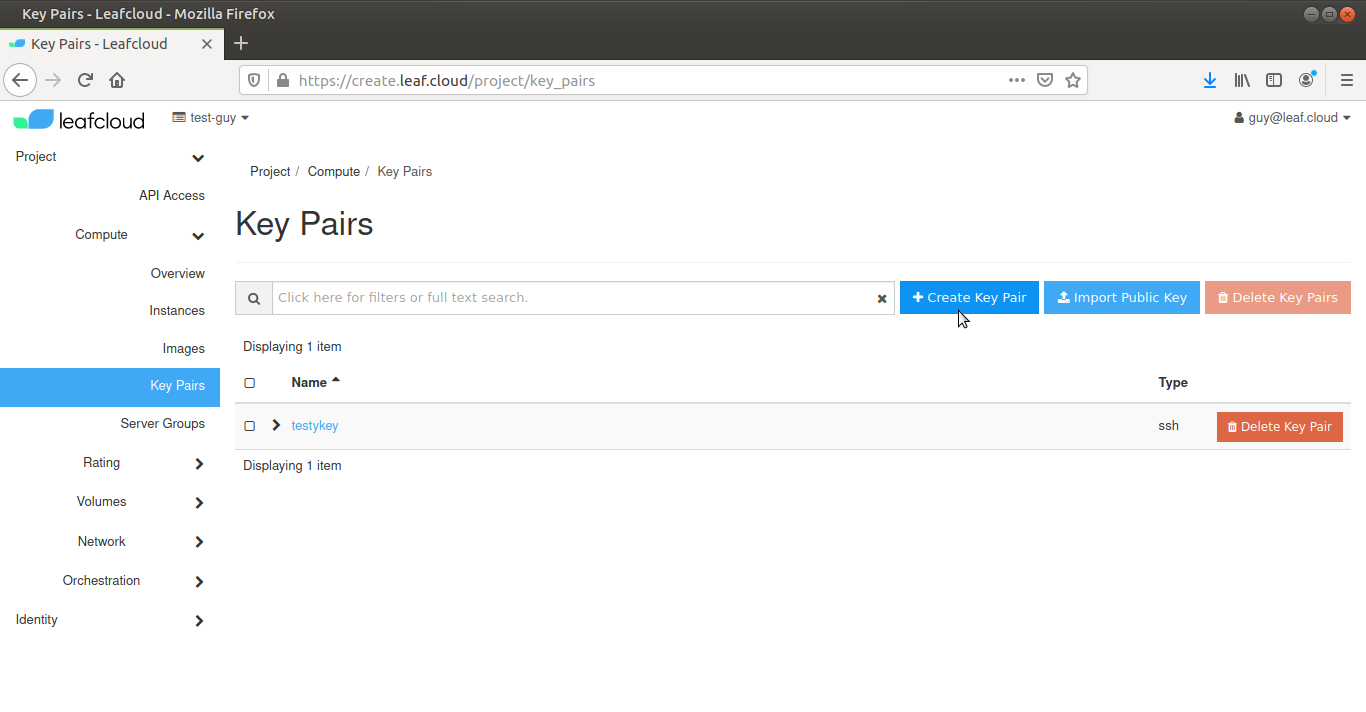 Key Pairs - Leafcloud - Mozilla Firefox
Key Pairs - Leafcloud
https://create.leaf.cloud/project/key_pairs
leafcloud
test-guy
guy@leaf.cloud
Project
API Access
Compute
Overview
Instances
Images
Key Pairs
Server Groups
Rating
Volumes
Network
Orchestration
Identity
Project / Compute / Key Pairs
Key Pairs
Click here for filters or full text search.
Create Key Pair
Import Public Key
Delete Key Pairs
Displaying 1 item
Name Type
testykey ssh Delete Key Pair
Displaying 1 item